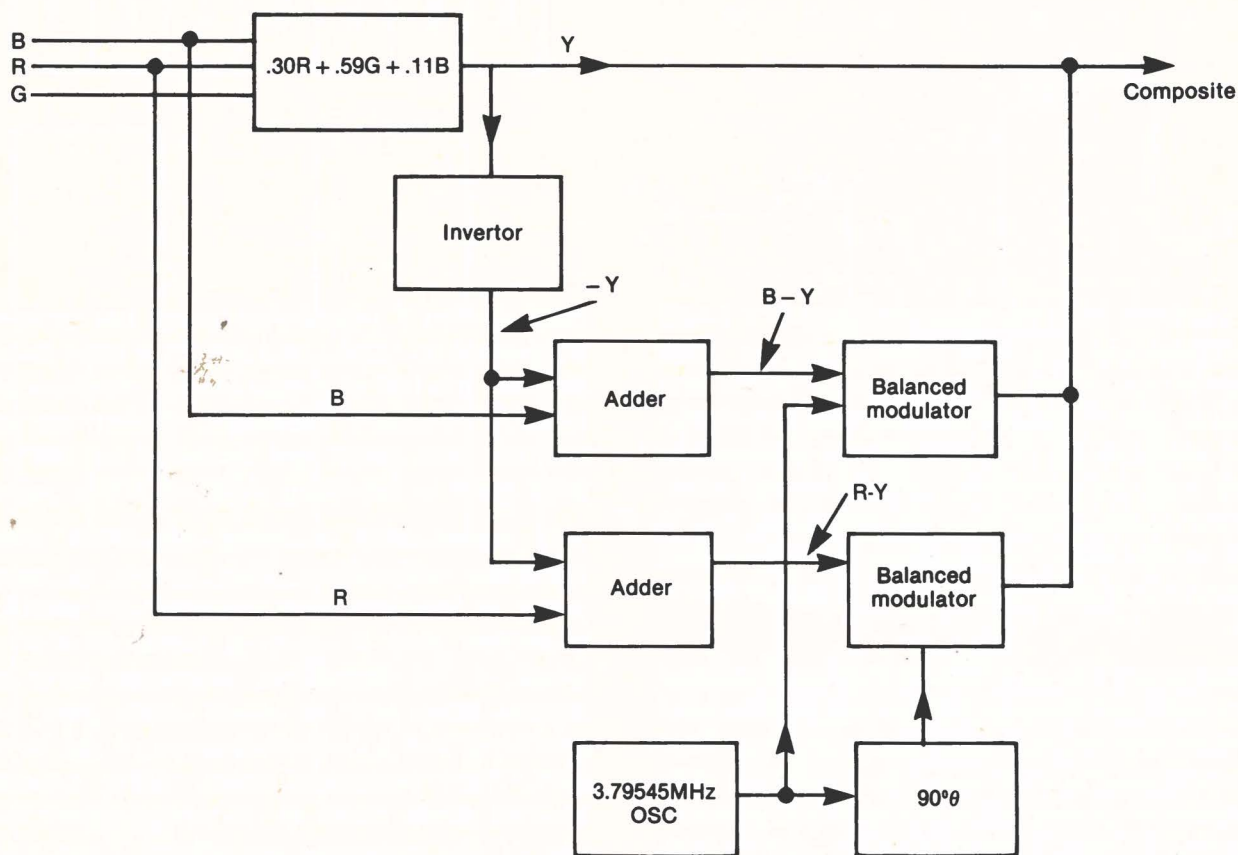 B
R
G
.30R + .59G + .11B
Y
Composite
Invertor
– Y
B – Y
B
Adder
Balanced
modulator
R-Y
R
Adder
Balanced
modulator
3.79545MHz
OSC
90°θ